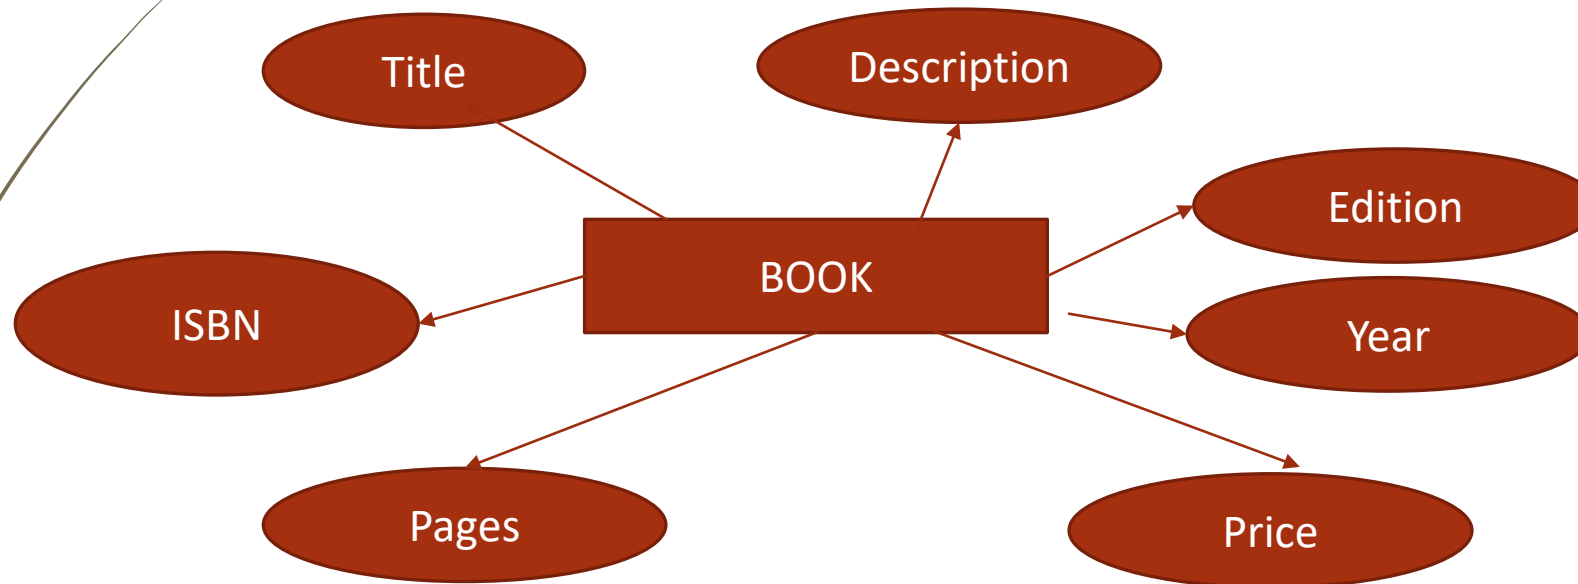 Title
Description
Edition
BOOK
ISBN
Year
Pages
Price